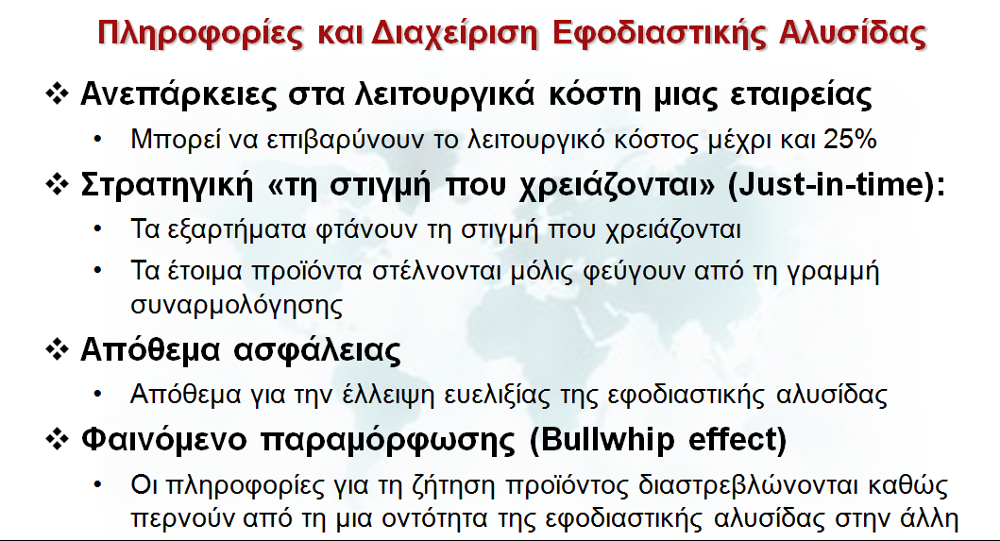 Πληροφορίες και Διαχείριση Εφοδιαστικής Αλυσίδας
❖ Ανεπάρκειες στα λειτουργικά κόστη μιας εταιρείας
• Μπορεί να επιβαρύνουν το λειτουργικό κόστος μέχρι και 25%
❖ Στρατηγική «τη στιγμή που χρειάζονται» (Just-in-time):
• Τα εξαρτήματα φτάνουν τη στιγμή που χρειάζονται
• Τα έτοιμα προϊόντα στέλνονται μόλις φεύγουν από τη γραμμή
συναρμολόγησης
❖ Απόθεμα ασφάλειας
• Απόθεμα για την έλλειψη ευελιξίας της εφοδιαστικής αλυσίδας
❖ Φαινόμενο παραμόρφωσης (Bullwhip effect)
• Οι πληροφορίες για τη ζήτηση προϊόντος διαστρεβλώνονται καθώς
περνούν από τη μια οντότητα της εφοδιαστικής αλυσίδας στην άλλη